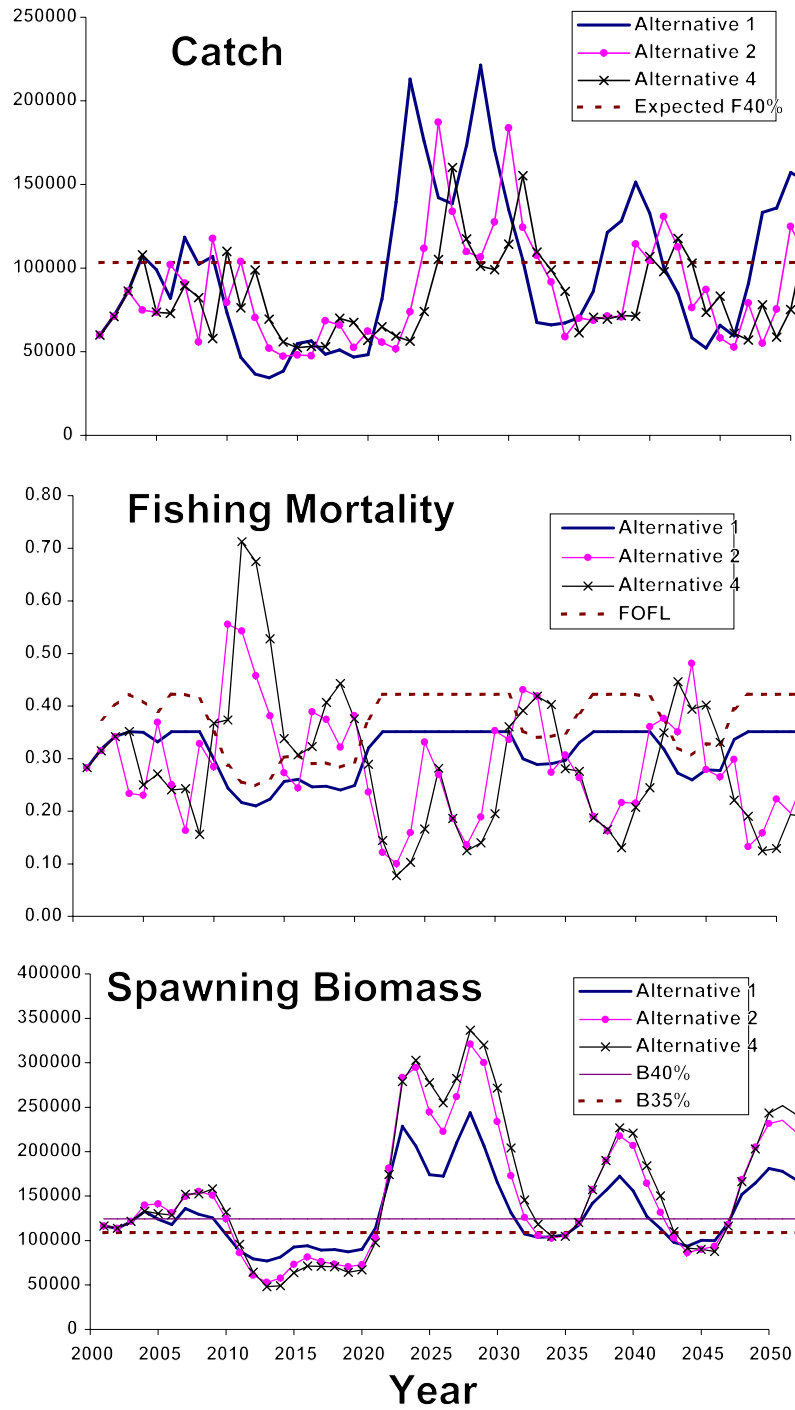 250000
Catch
Alternative 1
Alternative 2
Alternative 4
Expected F40%
200000
150000
100000
50000
0
0.80
Fishing Mortality
Alternative 1
Alternative 2
Alternative 4
FOFL
0.70
0.60
0.50
0.40
0.30
0.20
0.10
0.00
400000
Spawning Biomass
Alternative 1
Alternative 2
Alternative 4
B40%
B35%
350000
300000
250000
200000
150000
100000
50000
0
2000 2005 2010 2015 2020 2025 2030 2035 2040 2045 2050
Year